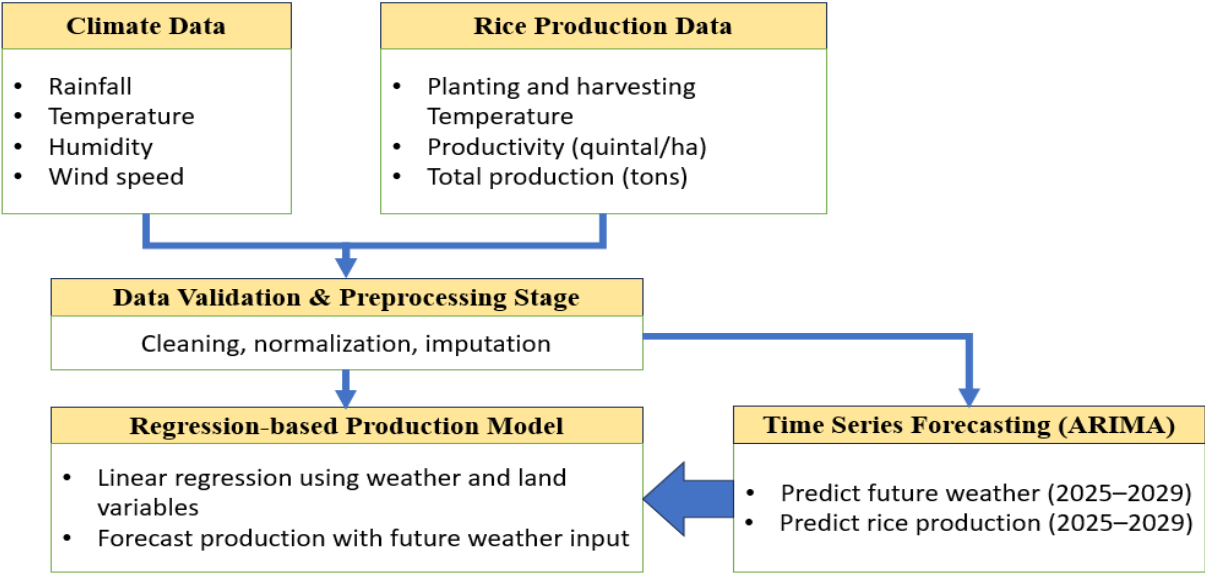 Climate Data
• Rainfall
• Temperature
• Humidity
• Wind speed
Rice Production Data
• Planting and harvesting
Temperature
• Productivity (quintal/ha)
• Total production (tons)
Data Validation & Preprocessing Stage
Cleaning, normalization, imputation
Regression-based Production Model
• Linear regression using weather and land
variables
• Forecast production with future weather input
Time Series Forecasting (ARIMA)
• Predict future weather (2025–2029)
• Predict rice production (2025–2029)